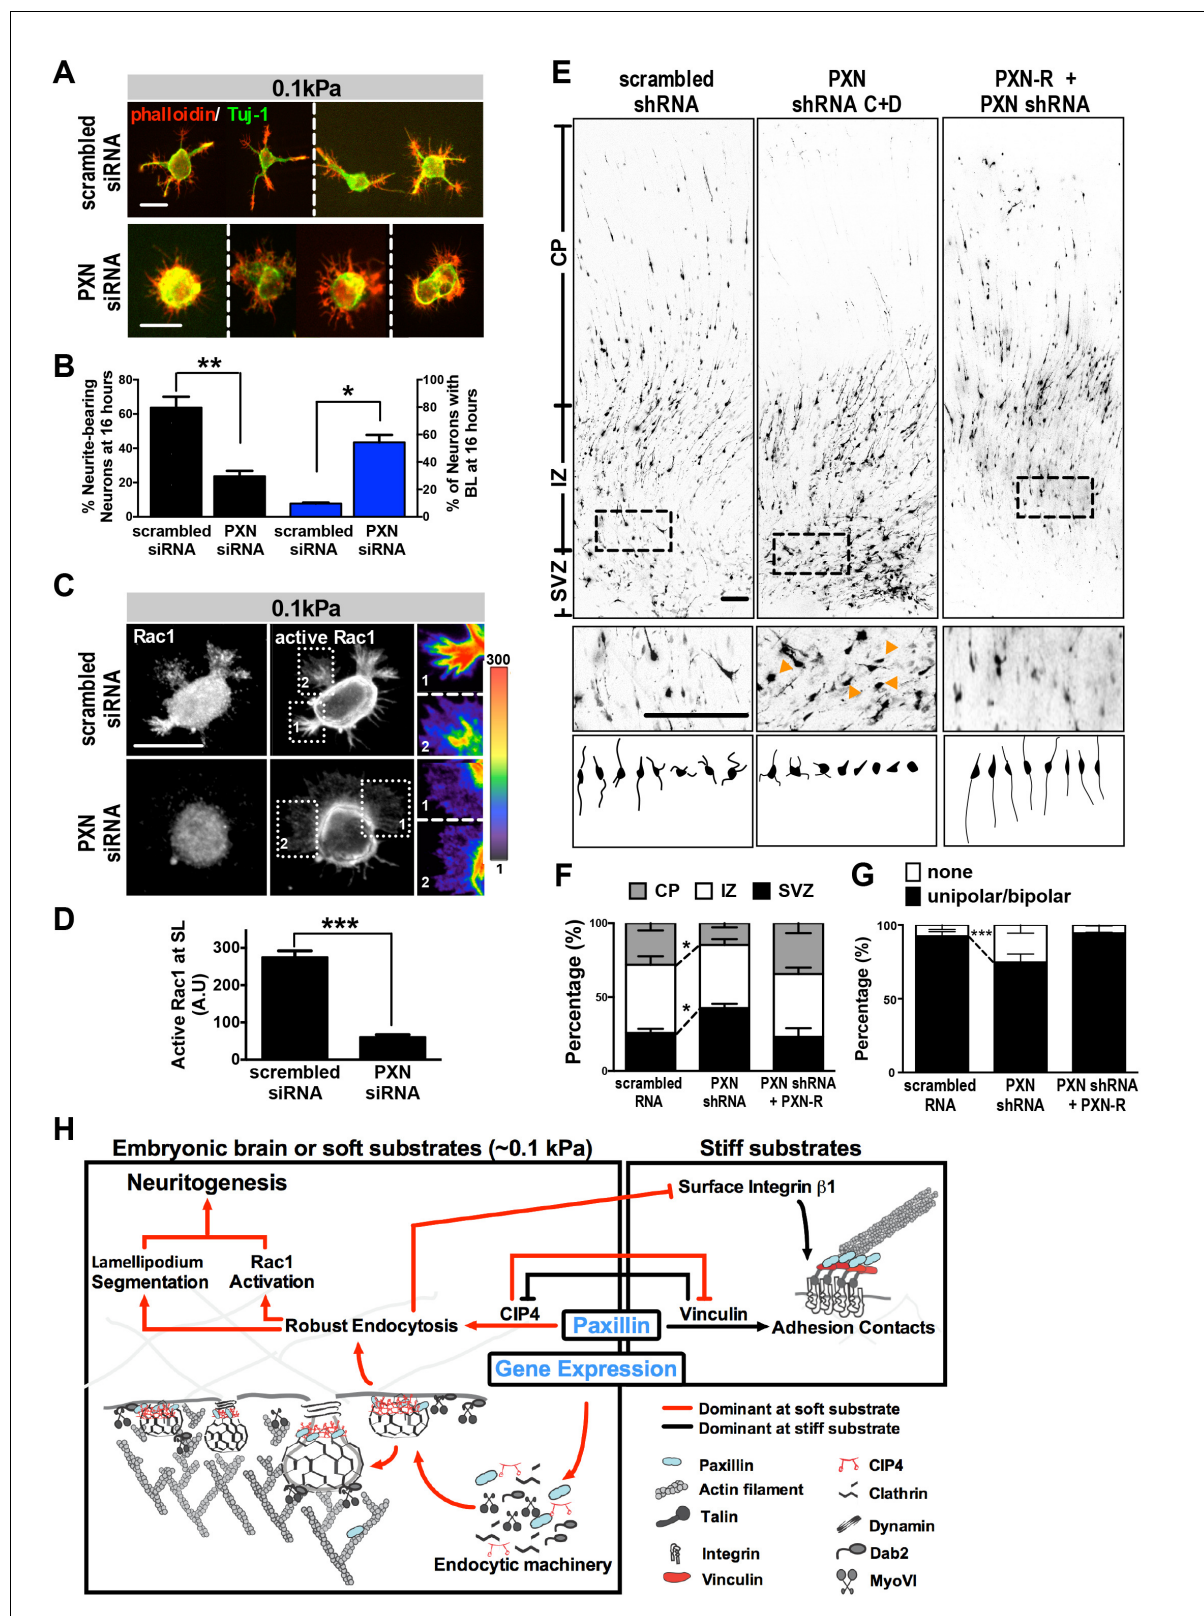 A
0.1kPa
phalloidin/ Tuj-1
scrambled
siRNA
PXN
siRNA
B
% Neurite-bearing
Neurons at 16 hours
80
60
40
20
0
**
*
100
80
60
40
20
0
% of Neurons with
BL at 16 hours
scrambled
siRNA
PXN
siRNA
scrambled
siRNA
PXN
siRNA
C
0.1kPa
Rac1
active Rac1
scrambled
siRNA
PXN
siRNA
2
1
1
2
1
2
1
2
300
1
D
Active Rac1 at SL
(A.U)
300
200
100
0
***
scrembled
siRNA
PXN
siRNA
E
scrambled
shRNA
PXN
shRNA C+D
PXN-R +
PXN shRNA
CP
IZ
SVZ
F
CP
IZ
SVZ
Percentage (%)
100
50
0
*
*
scrambled
RNA
PXN
shRNA
PXN shRNA
+ PXN-R
G
none
unipolar/bipolar
Percentage (%)
100
50
0
***
scrambled
RNA
PXN
shRNA
PXN shRNA
+ PXN-R
H
Embryonic brain or soft substrates (~0.1 kPa)
Stiff substrates
Neuritogenesis
Surface Integrin β1
Lamellipodium
Segmentation
Rac1
Activation
Robust Endocytosis
CIP4
Paxillin
Vinculin
Adhesion Contacts
Gene Expression
Endocytic machinery
Dominant at soft substrate
Dominant at stiff substrate
Paxillin
CIP4
Actin filament
Clathrin
Talin
Dynamin
Integrin
Dab2
Vinculin
MyoVI